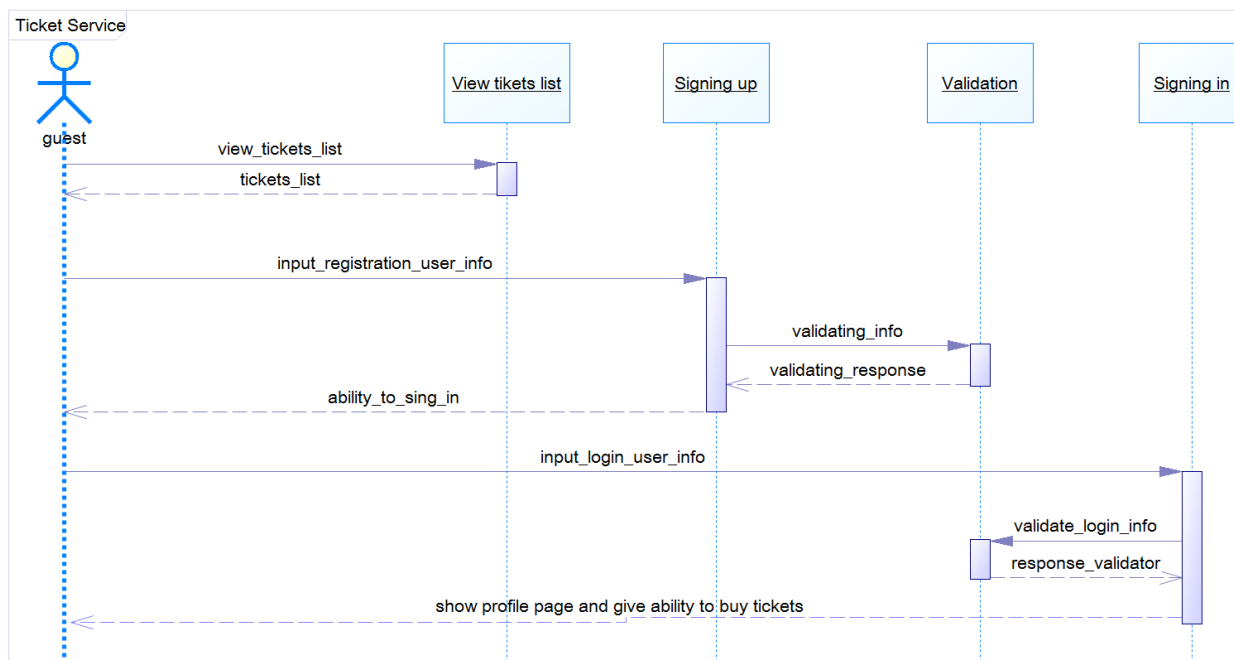 Ticket Service
View tikets list
Signing up
Validation
Signing in
guest
view_tickets_list
tickets_list
input_registration_user_info
validating_info
validating_response
ability_to_sing_in
input_login_user_info
validate_login_info
response_validator
show profile page and give ability to buy tickets